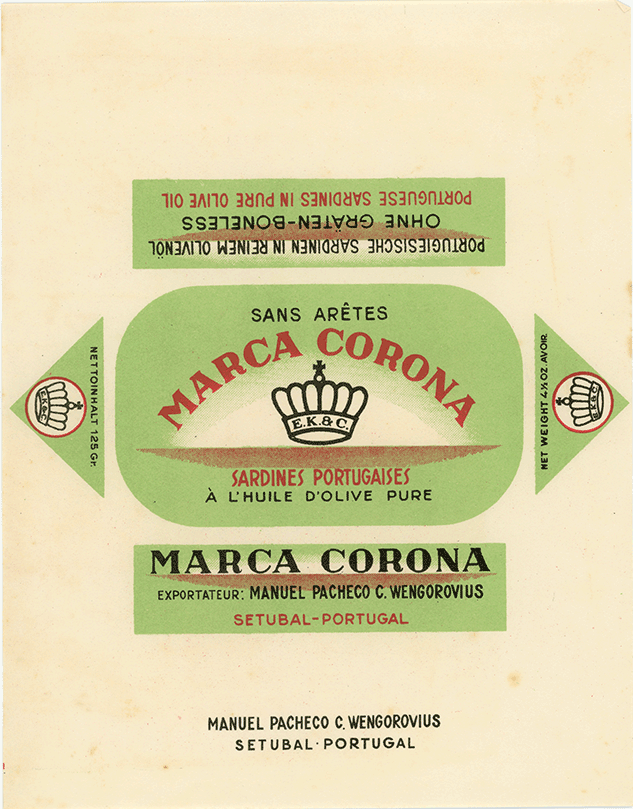 PORTUGIESISCHE SARDINEN IN REINEM OLIVENÖL
OHNE GRÄTEN-BONELESS
PORTUGUESE SARDINES IN PURE OLIVE OIL
SANS ARÊTES
MARCA CORONA
E.K.&C.
SARDINES PORTUGAISES
À L'HUILE D'OLIVE PURE
NETTOINHALT 125 Gr.
E.K.&C.
NET WEIGHT 4½ OZ. AVOIR.
E.K.&C.
MARCA CORONA
EXPORTATEUR: MANUEL PACHECO C. WENGOROVIUS
SETUBAL-PORTUGAL
MANUEL PACHECO C. WENGOROVIUS
SETUBAL·PORTUGAL